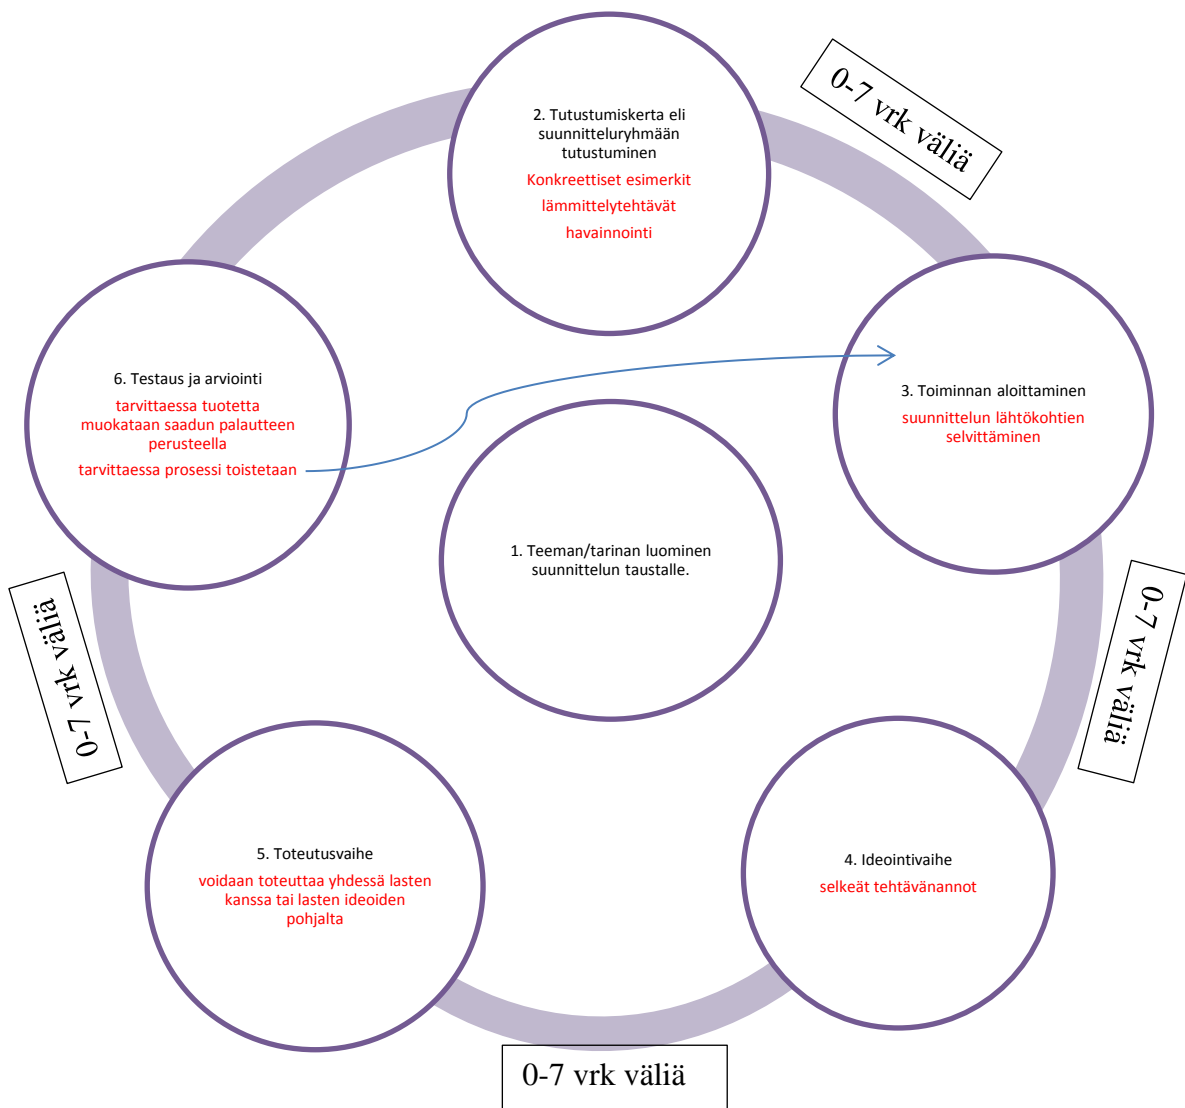 2. Tutustumiskerta eli
suunnitteluryhmään
tutustuminen
Konkreettiset esimerkit
lämmittelytehtävät
havainnointi
0-7 vrk väliä
3. Toiminnan aloittaminen
suunnittelun lähtökohtien
selvittäminen
6. Testaus ja arviointi
tarvittaessa tuotetta
muokataan saadun palautteen
perusteella
tarvittaessa prosessi toistetaan
1. Teeman/tarinan luominen
suunnittelun taustalle.
0-7 vrk väliä
0-7 vrk väliä
5. Toteutusvaihe
voidaan toteuttaa yhdessä lasten
kanssa tai lasten ideoiden
pohjalta
4. Ideointivaihe
selkeät tehtävänannot
0-7 vrk väliä